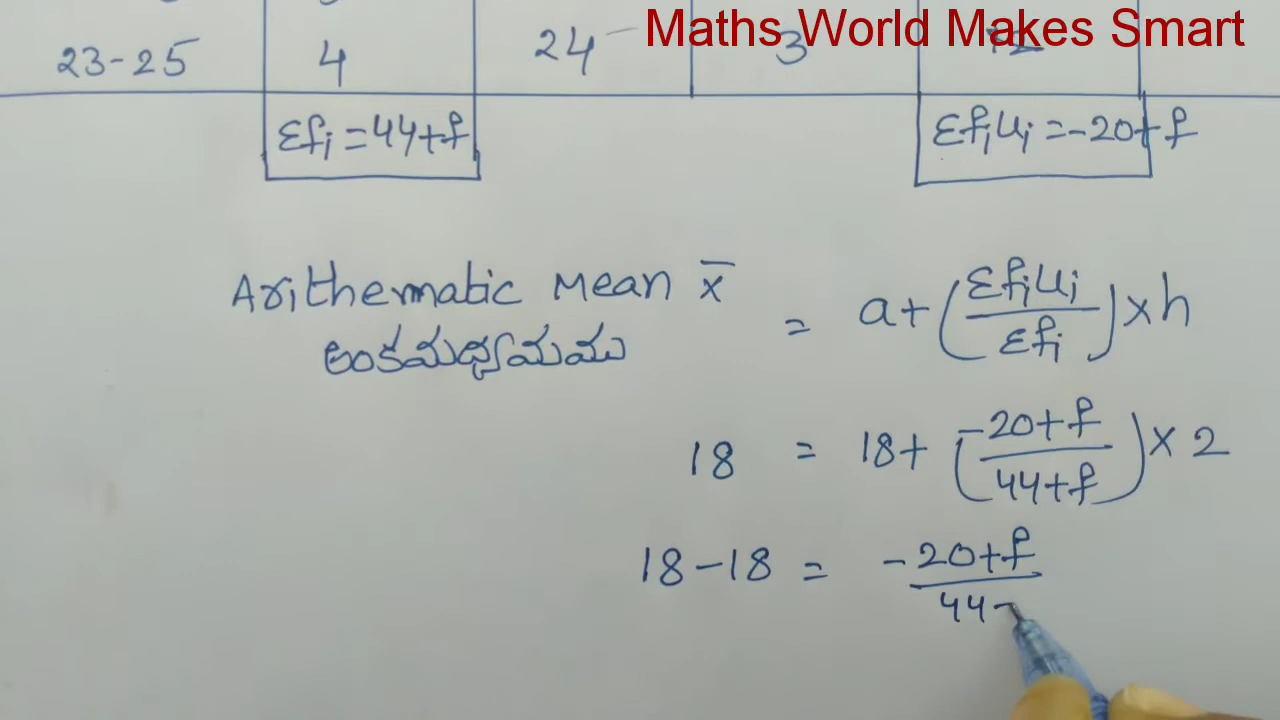 Maths World Makes Smart
23-25 4 24 3 12
Σfi = 44+f Σfiui = -20+f
Arithematic Mean x̄ = a+(Σfiui/Σfi)×h
అంకమధ్యమము
18 = 18+(-20+f/44+f)×2
18-18 = -20+f/44-